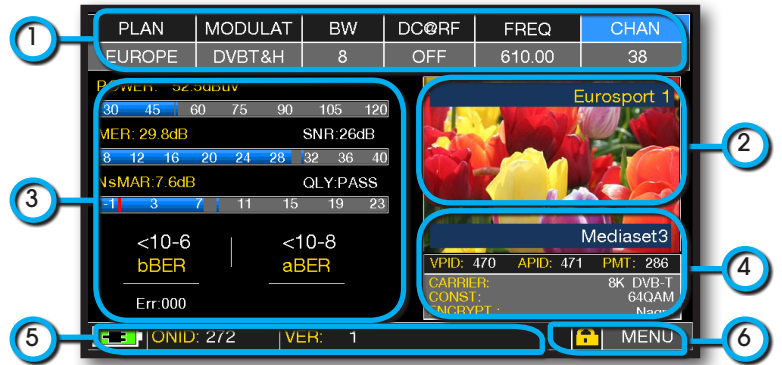 1
PLAN MODULAT BW DC@RF FREQ CHAN
EUROPE DVBT&H 8 OFF 610.00 38
POWER: 52.5dBuV
30 45 60 75 90 105 120
MER: 29.8dB SNR:26dB
8 12 16 20 24 28 32 36 40
NsMAR:7.6dB QLY:PASS
-1 3 7 11 15 19 23
<10-6 <10-8
bBER aBER
Err:000
3
Eurosport 1
2
Mediaset3
VPID: 470 APID: 471 PMT: 286
CARRIER: 8K DVB-T
CONST: 64QAM
ENCRYPT.:
4
5
ONID: 272 VER: 1
MENU
6